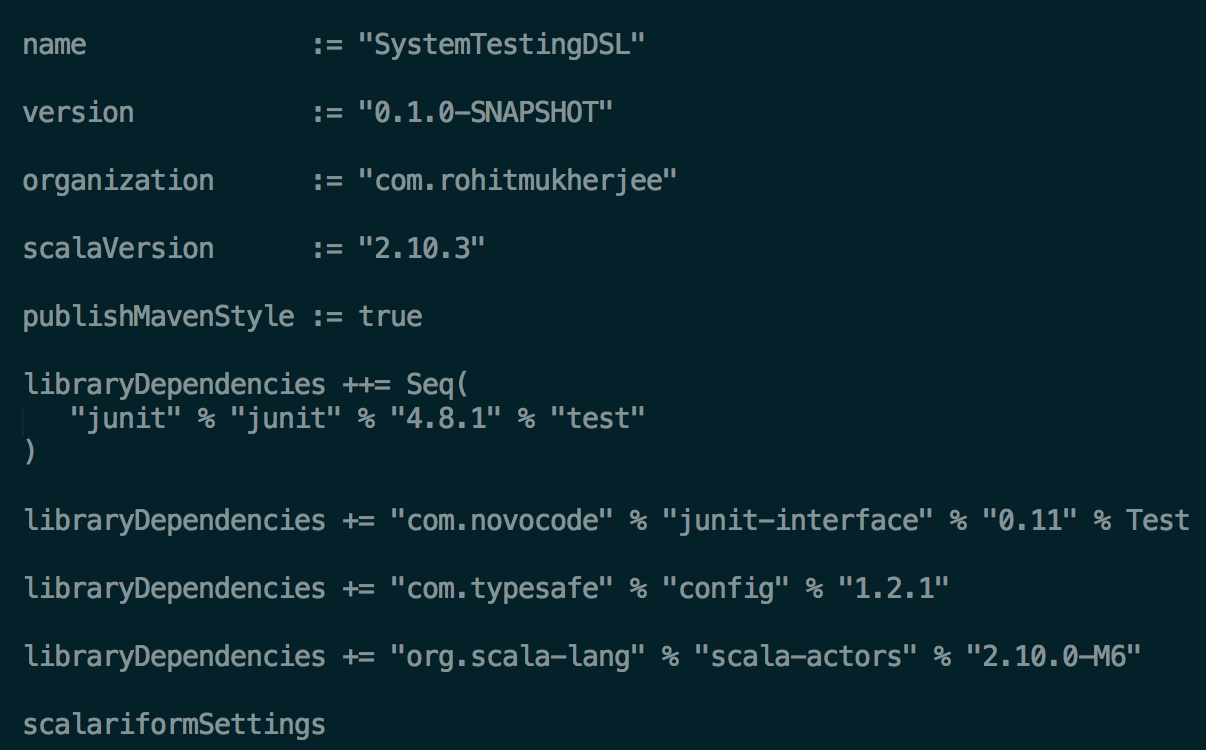 name              := "SystemTestingDSL"
version           := "0.1.0-SNAPSHOT"
organization      := "com.rohitmukherjee"
scalaVersion      := "2.10.3"
publishMavenStyle := true
libraryDependencies ++= Seq(
   "junit" % "junit" % "4.8.1" % "test"
)
libraryDependencies += "com.novocode" % "junit-interface" % "0.11" % Test
libraryDependencies += "com.typesafe" % "config" % "1.2.1"
libraryDependencies += "org.scala-lang" % "scala-actors" % "2.10.0-M6"
scalariformSettings